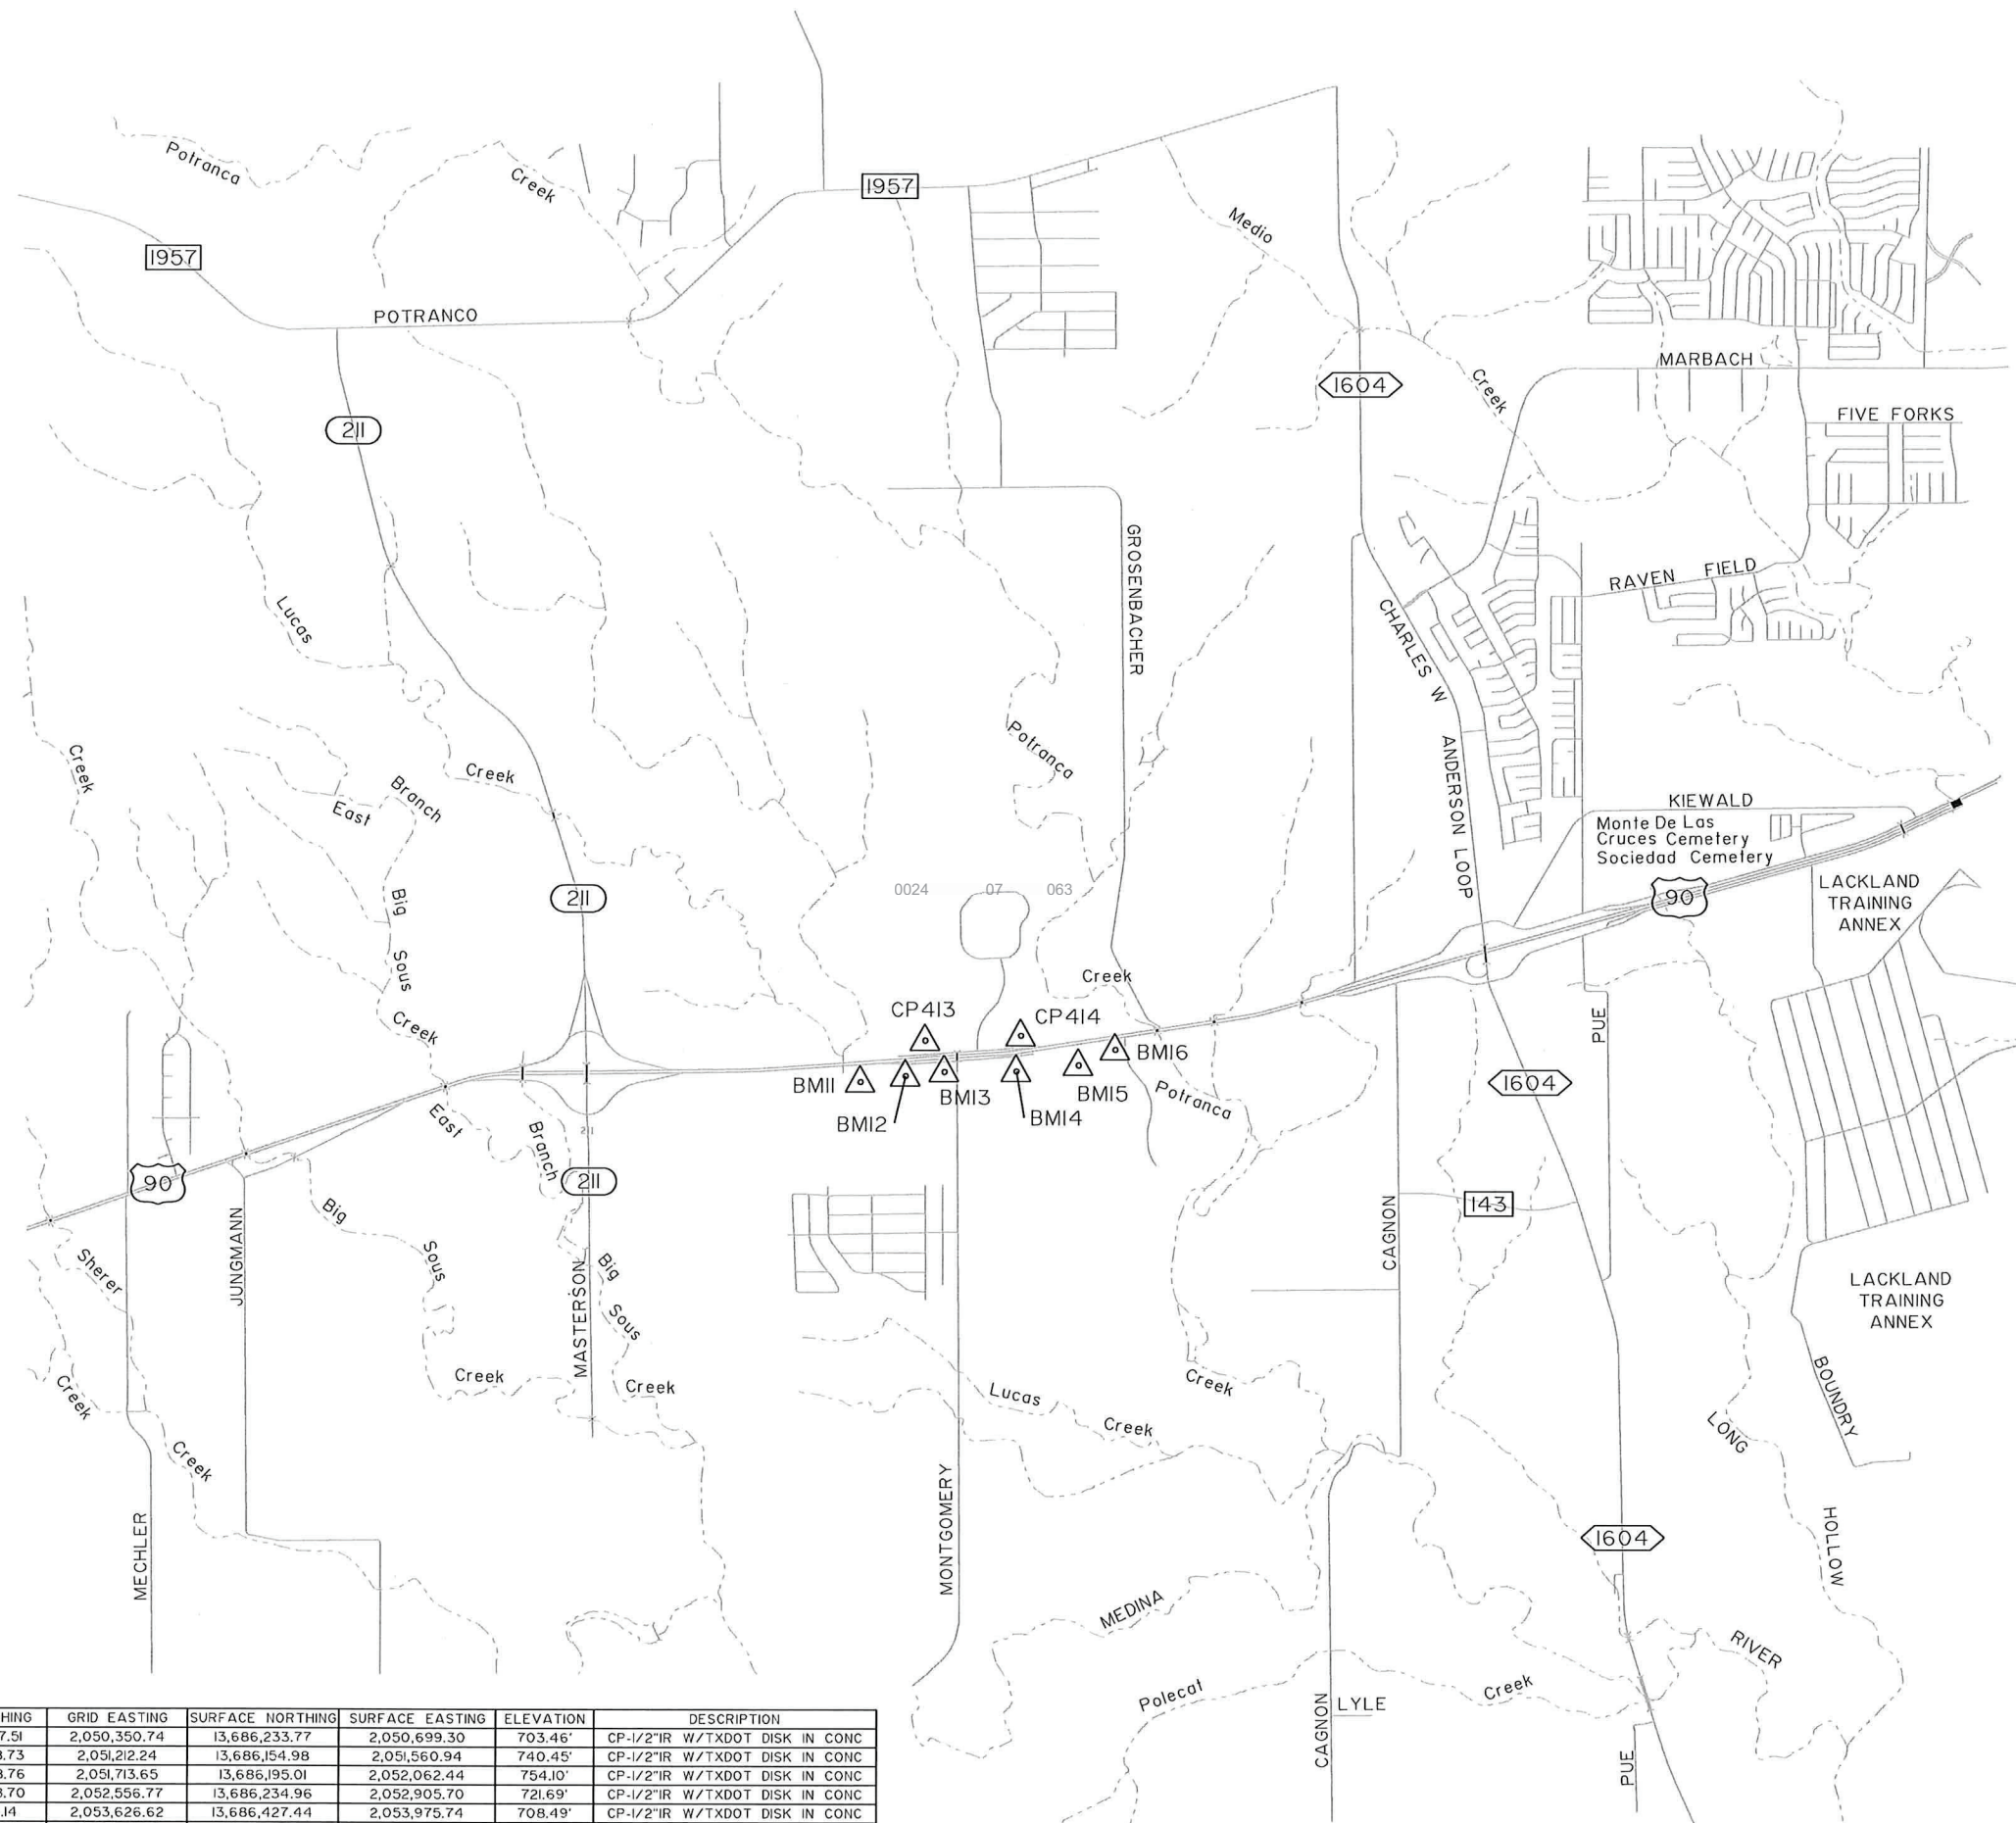 Potranca
Creek
1957
1957
POTRANCO
Medio
Creek
1604
MARBACH
FIVE FORKS
211
GROSENBACHER
RAVEN FIELD
CHARLES W
ANDERSON LOOP
Lucas
Creek
Potranca
Creek
Creek
East
Branch
Big
Sous
Creek
KIEWALD
Monte De Las
Cruces Cemetery
Sociedad Cemetery
90
LACKLAND
TRAINING
ANNEX
211
0024 07 063
CP413
CP414
BM11
BM12
BM13
BM14
BM15
BM16
Potranca
Creek
PUE
1604
East
Branch
211
211
90
Big
Sous
Creek
Big
Sous
Creek
JUNGMANN
MASTERSON
Sherer
Creek
Creek
MECHLER
143
CAGNON
LACKLAND
TRAINING
ANNEX
BOUNDRY
LONG
HOLLOW
Lucas
Creek
MONTGOMERY
1604
MEDINA
RIVER
Polecat
Creek
CAGNON
LYLE
PUE
HING GRID EASTING SURFACE NORTHING SURFACE EASTING ELEVATION DESCRIPTION
7.51 2,050,350.74 13,686,233.77 2,050,699.30 703.46' CP-1/2"IR W/TXDOT DISK IN CONC
3.73 2,051,212.24 13,686,154.98 2,051,560.94 740.45' CP-1/2"IR W/TXDOT DISK IN CONC
3.76 2,051,713.65 13,686,195.01 2,052,062.44 754.10' CP-1/2"IR W/TXDOT DISK IN CONC
3.70 2,052,556.77 13,686,234.96 2,052,905.70 721.69' CP-1/2"IR W/TXDOT DISK IN CONC
.14 2,053,626.62 13,686,427.44 2,053,975.74 708.49' CP-1/2"IR W/TXDOT DISK IN CONC